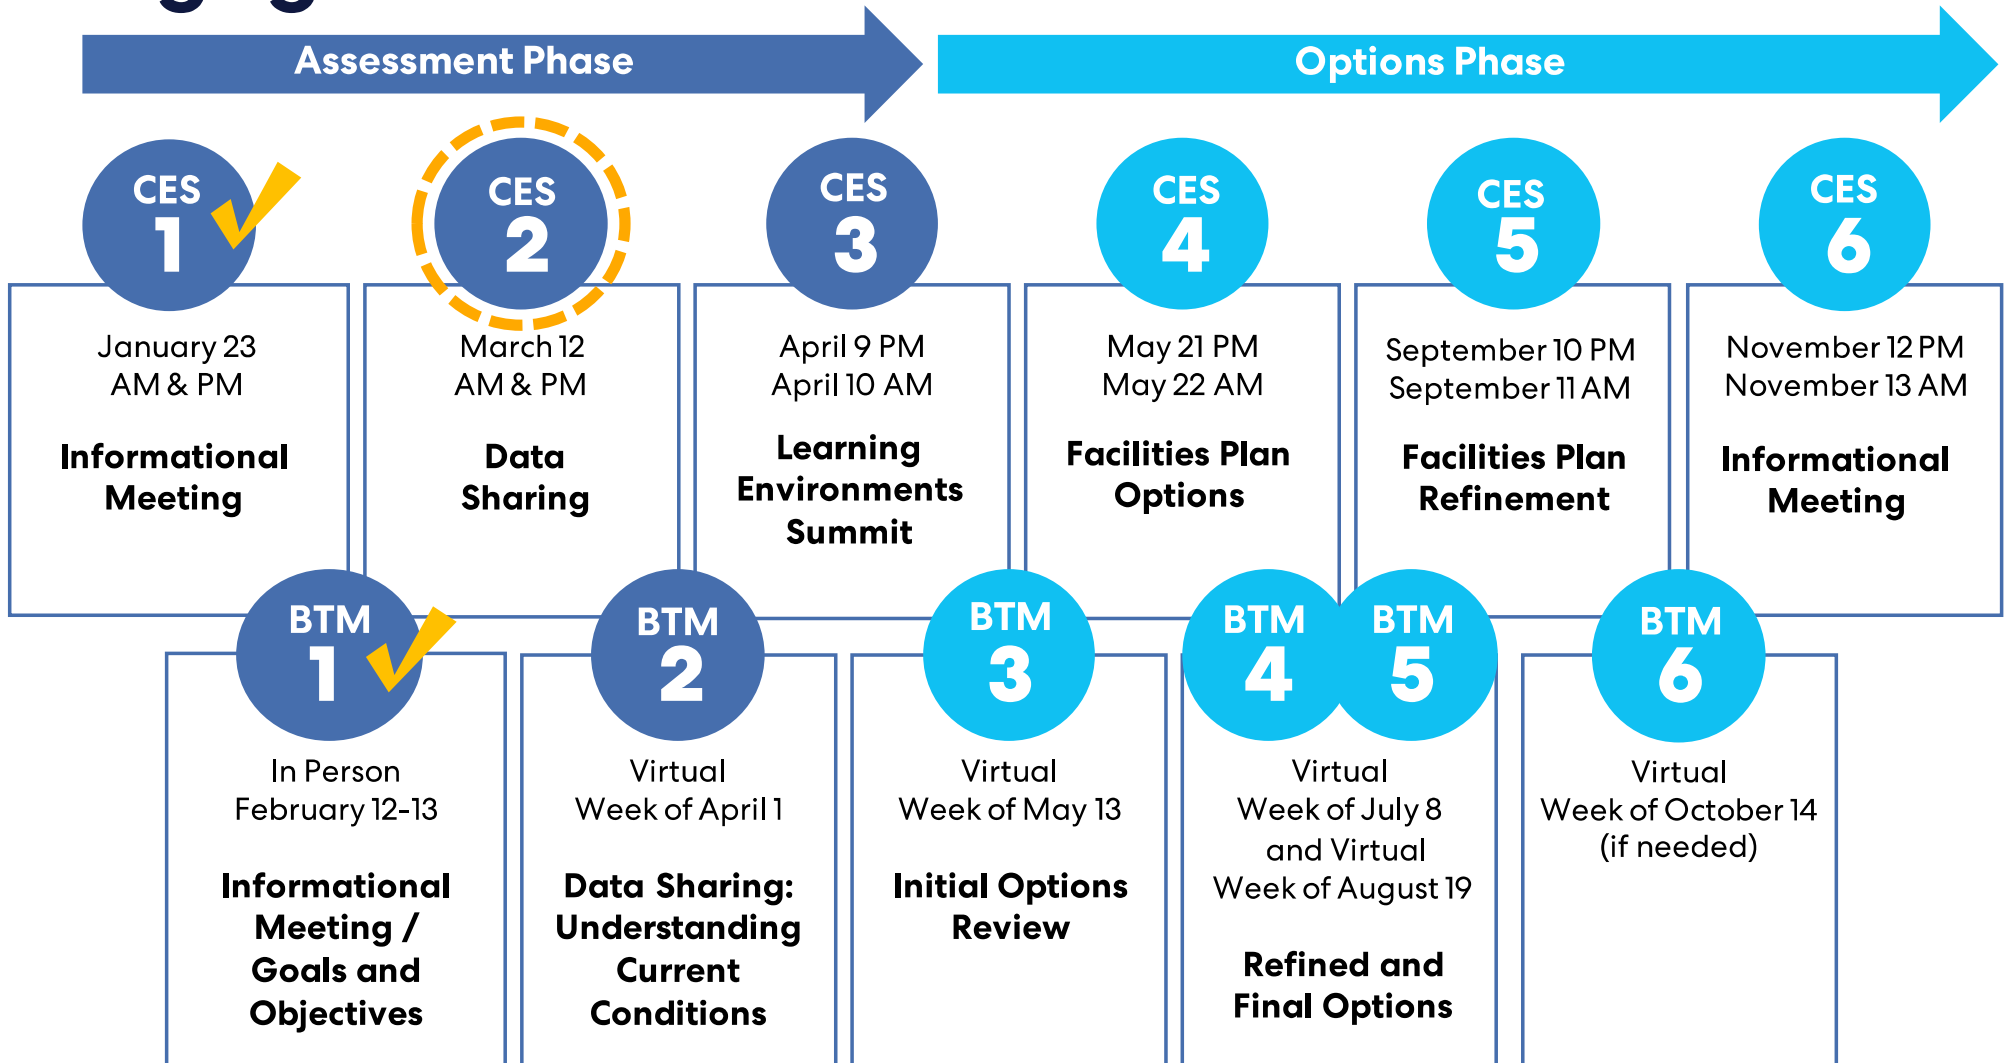 Assessment Phase
Options Phase
CES
1
CES
2
CES
3
CES
4
CES
5
CES
6
January 23
AM & PM
Informational
Meeting
March 12
AM & PM
Data
Sharing
April 9 PM
April 10 AM
Learning
Environments
Summit
May 21 PM
May 22 AM
Facilities Plan
Options
September 10 PM
September 11 AM
Facilities Plan
Refinement
November 12 PM
November 13 AM
Informational
Meeting
BTM
1
In Person
February 12-13
Informational
Meeting /
Goals and
Objectives
BTM
2
Virtual
Week of April 1
Data Sharing:
Understanding
Current
Conditions
BTM
3
Virtual
Week of May 13
Initial Options
Review
BTM
4
BTM
5
Virtual
Week of July 8
and Virtual
Week of August 19
Refined and
Final Options
BTM
6
Virtual
Week of October 14
(if needed)